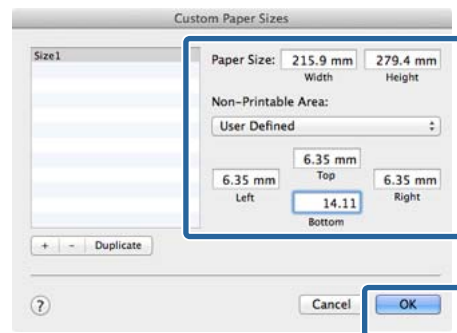 Custom Paper Sizes
Size1
Paper Size: 215.9 mm 279.4 mm
Width Height
Non-Printable Area:
User Defined
6.35 mm
Top
6.35 mm 6.35 mm
Left Right
14.11
Bottom
+ - Duplicate
? Cancel OK